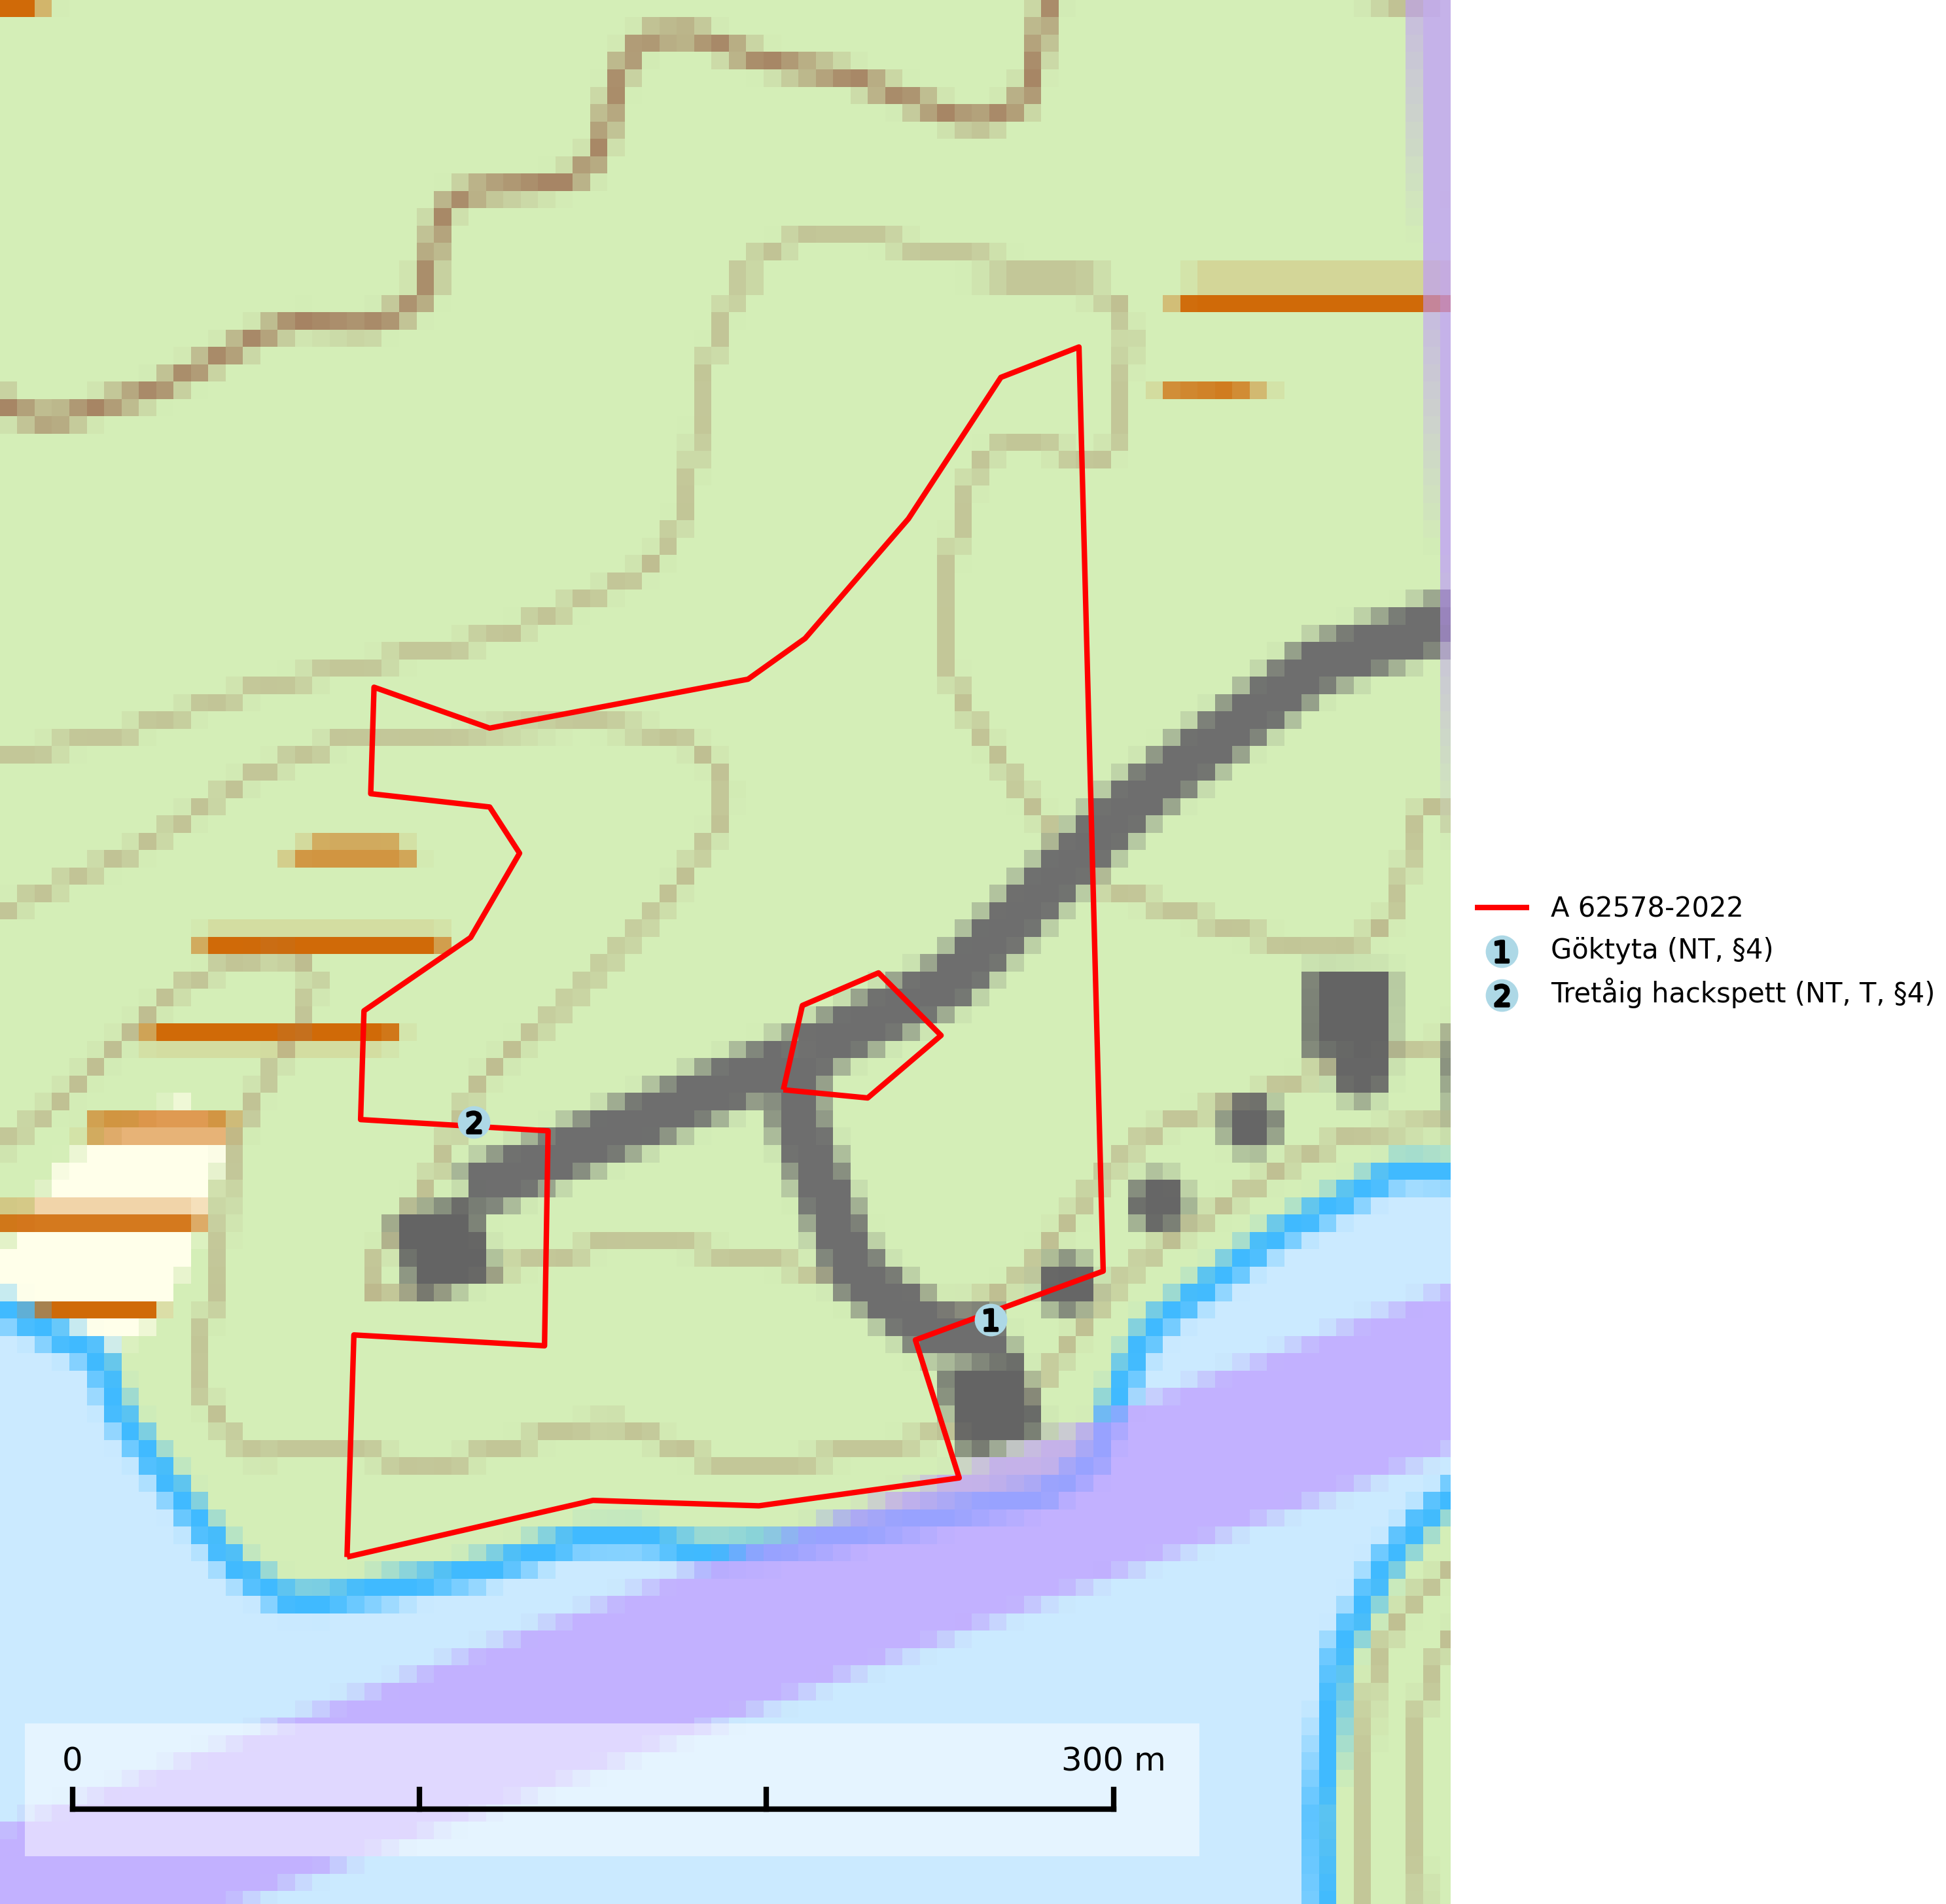 A 62578-2022
1 Göktyta (NT, §4)
2 Tretåig hackspett (NT, T, §4)
2
1
0 300 m